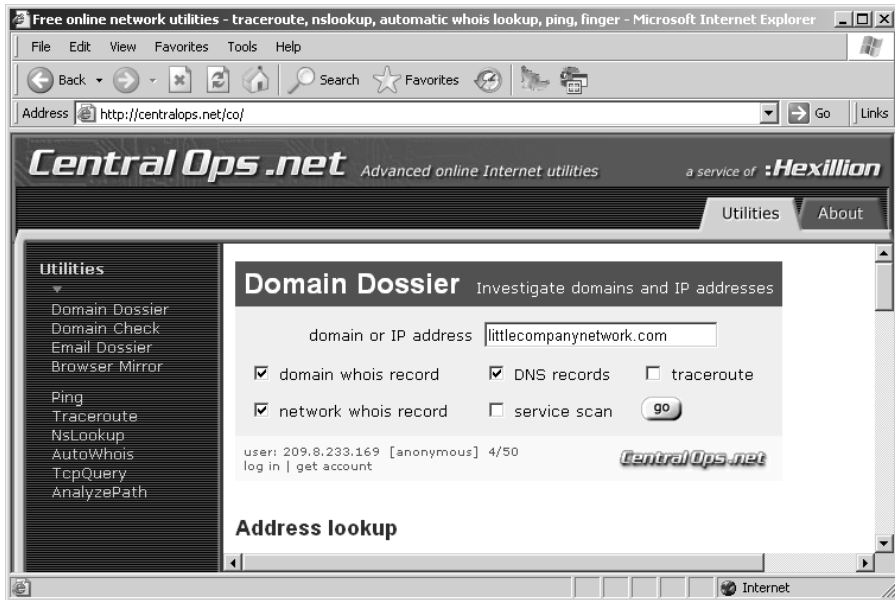 Free online network utilities - traceroute, nslookup, automatic whois lookup, ping, finger - Microsoft Internet Explorer
File Edit View Favorites Tools Help
Back Search Favorites
Address http://centralops.net/co/ Go Links
Central Ops .net Advanced online Internet utilities a service of :Hexillion
Utilities About
Utilities
Domain Dossier
Domain Check
Email Dossier
Browser Mirror
Ping
Traceroute
NsLookup
AutoWhois
TcpQuery
AnalyzePath
Domain Dossier Investigate domains and IP addresses
domain or IP address littlecompanynetwork.com
domain whois record DNS records traceroute
network whois record service scan go
user: 209.8.233.169 [anonymous] 4/50
log in | get account
CentralOps.net
Address lookup
Internet